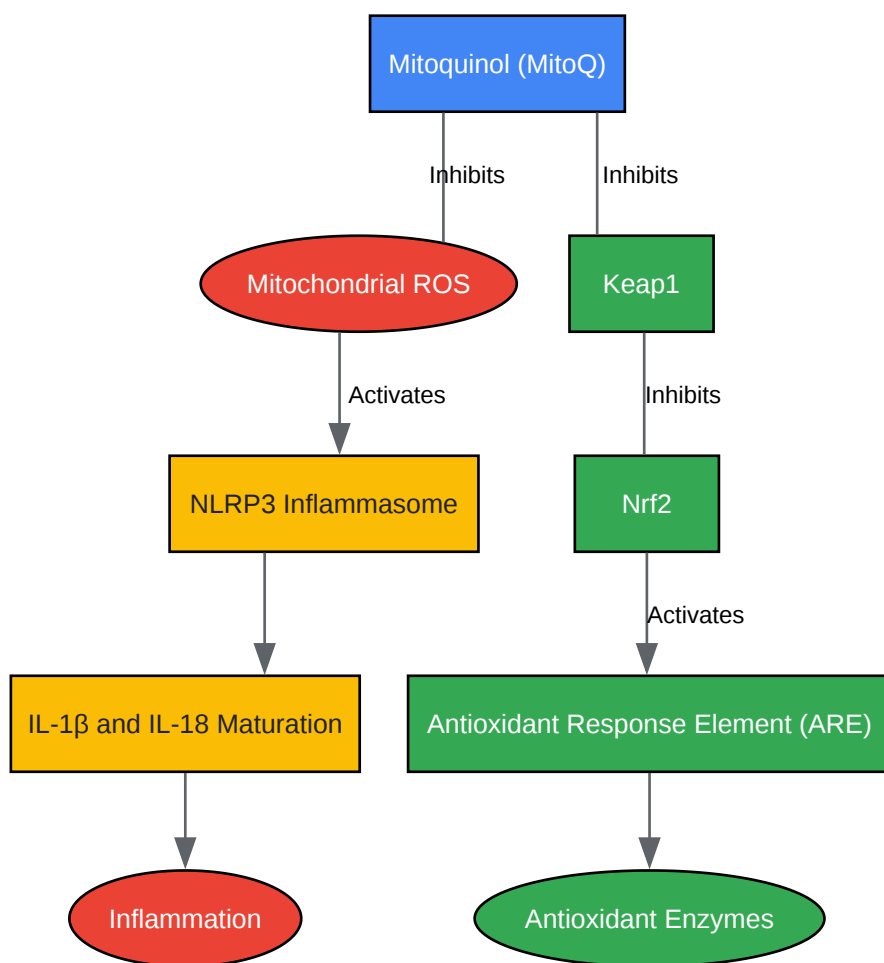 Mitoquinol (MitoQ)
Inhibits
Inhibits
Mitochondrial ROS
Keap1
Activates
Inhibits
NLRP3 Inflammasome
Nrf2
Activates
IL-1β and IL-18 Maturation
Antioxidant Response Element (ARE)
Inflammation
Antioxidant Enzymes